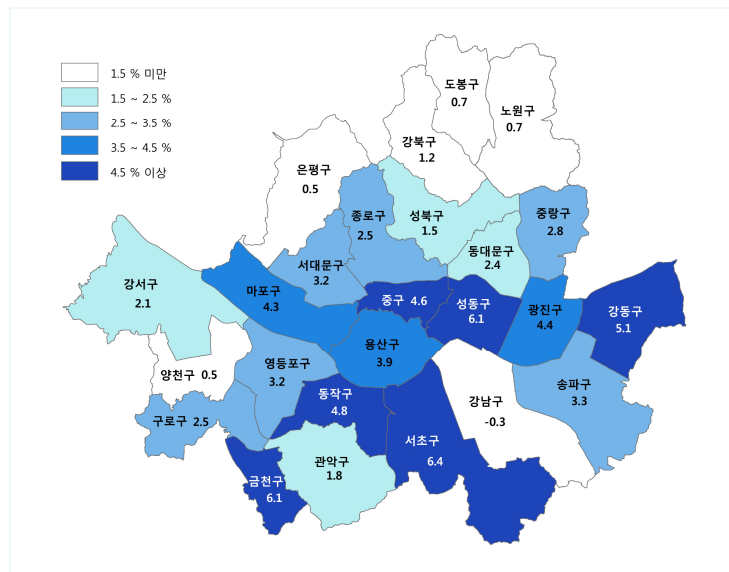 1.5 % 미만
1.5 ~ 2.5 %
2.5 ~ 3.5 %
3.5 ~ 4.5 %
4.5 % 이상
도봉구
0.7
노원구
0.7
강북구
1.2
은평구
0.5
종로구
2.5
성북구
1.5
중랑구
2.8
동대문구
2.4
서대문구
3.2
강서구
2.1
마포구
4.3
중구 4.6
성동구
6.1
광진구
4.4
강동구
5.1
용산구
3.9
영등포구
3.2
양천구 0.5
송파구
3.3
동작구
4.8
강남구
-0.3
구로구 2.5
서초구
6.4
관악구
1.8
금천구
6.1